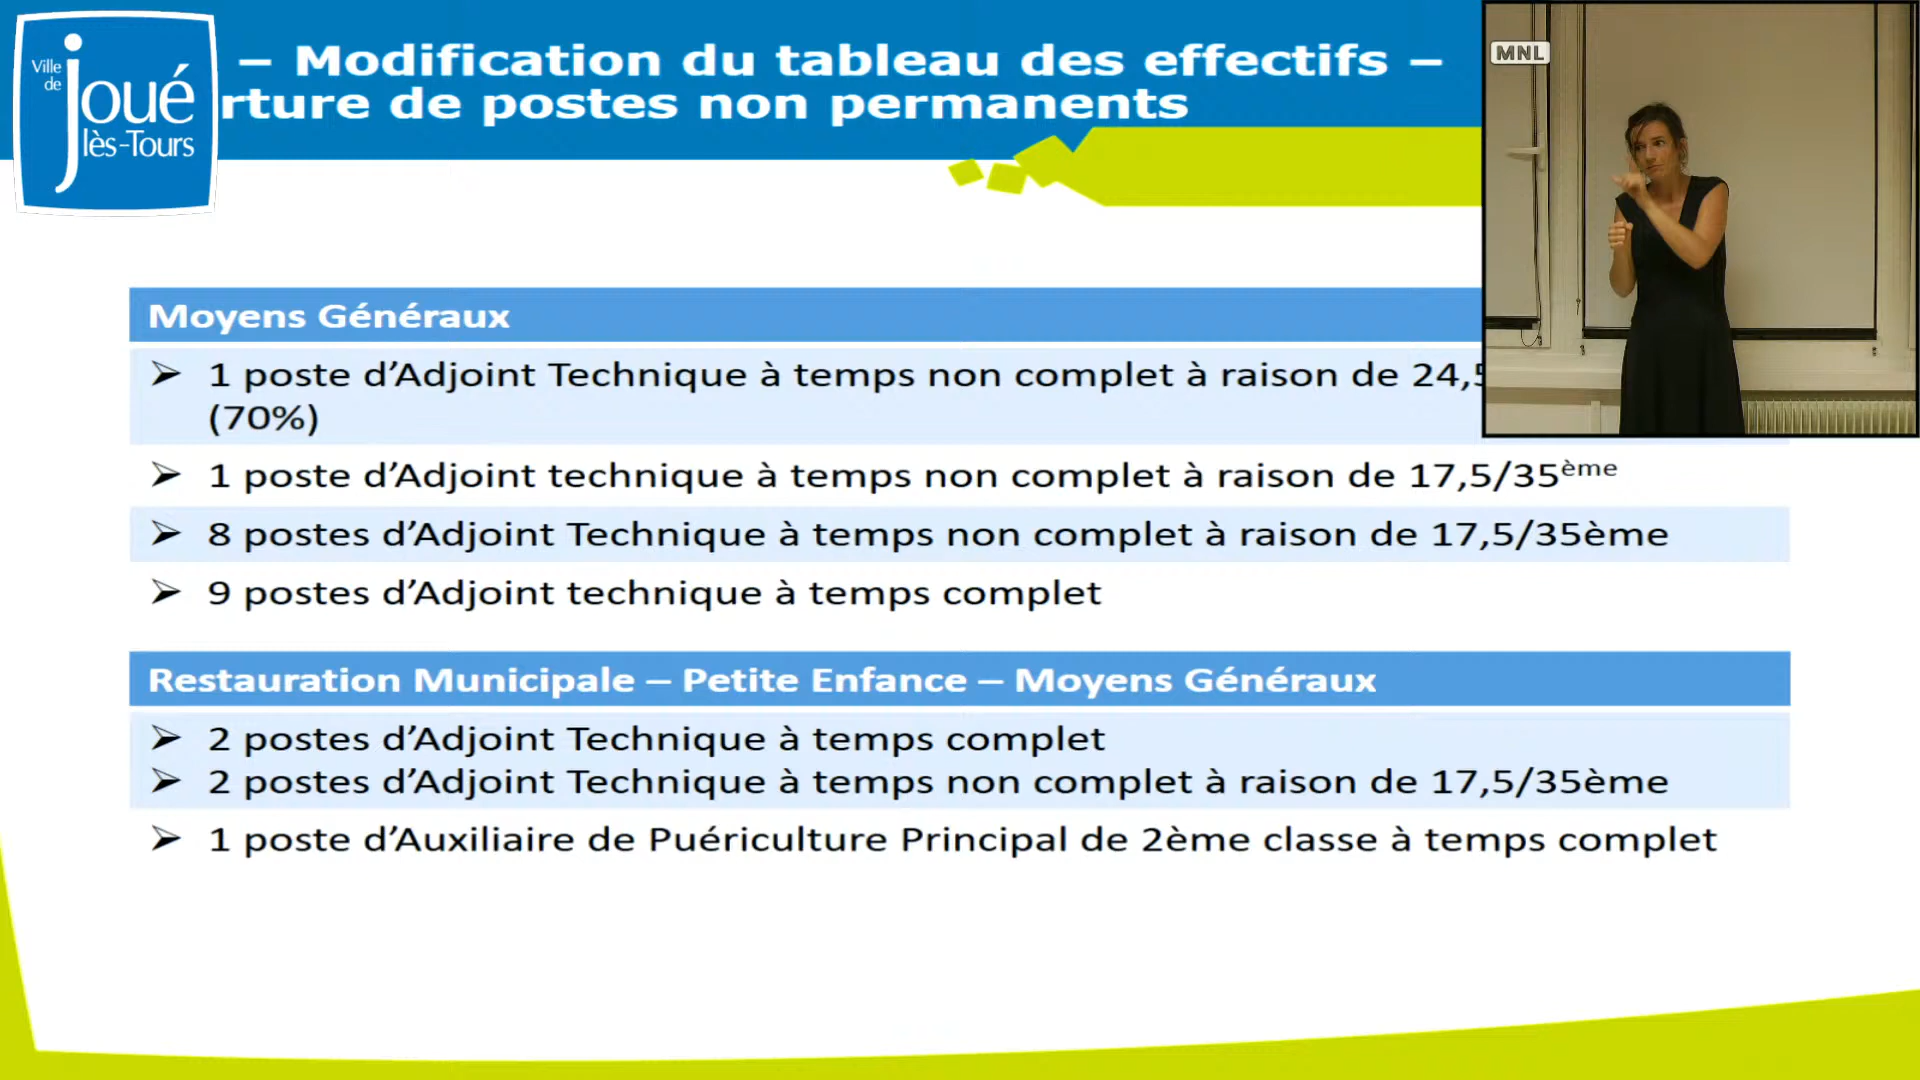 Ville
de
joué
lès-Tours
– Modification du tableau des effectifs –
de postes non permanents
MNL
Moyens Généraux
➢ 1 poste d’Adjoint Technique à temps non complet à raison de
(70%)
➢ 1 poste d’Adjoint technique à temps non complet à raison de 17,5/35ème
➢ 8 postes d’Adjoint Technique à temps non complet à raison de 17,5/35ème
➢ 9 postes d’Adjoint technique à temps complet
Restauration Municipale – Petite Enfance – Moyens Généraux
➢ 2 postes d’Adjoint Technique à temps complet
➢ 2 postes d’Adjoint Technique à temps non complet à raison de 17,5/35ème
➢ 1 poste d’Auxiliaire de Puériculture Principal de 2ème classe à temps complet